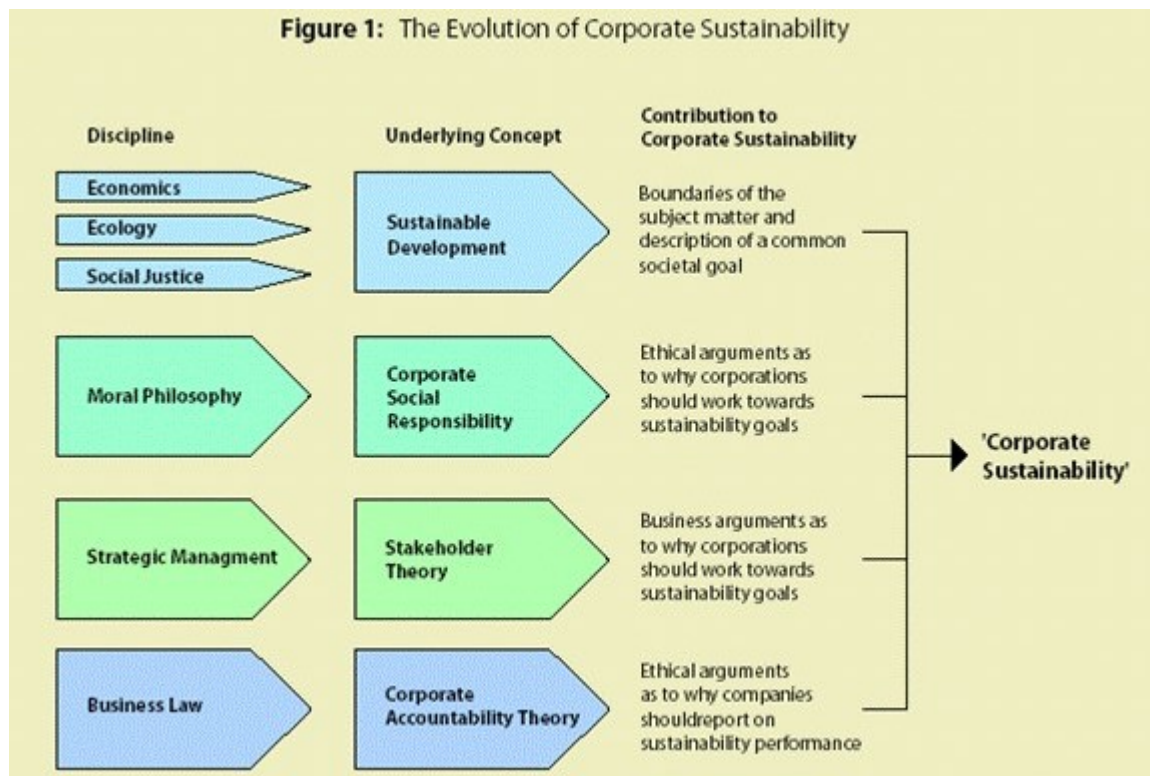 Figure 1: The Evolution of Corporate Sustainability
Discipline
Underlying Concept
Contribution to
Corporate Sustainability
Economics
Ecology
Social Justice
Sustainable
Development
Boundaries of the
subject matter and
description of a common
societal goal
Moral Philosophy
Corporate
Social
Responsibility
Ethical arguments as
to why corporations
should work towards
sustainability goals
'Corporate
Sustainability'
Strategic Managment
Stakeholder
Theory
Business arguments as
to why corporations
should work towards
sustainability goals
Business Law
Corporate
Accountability Theory
Ethical arguments
as to why companies
shouldreport on
sustainability performance